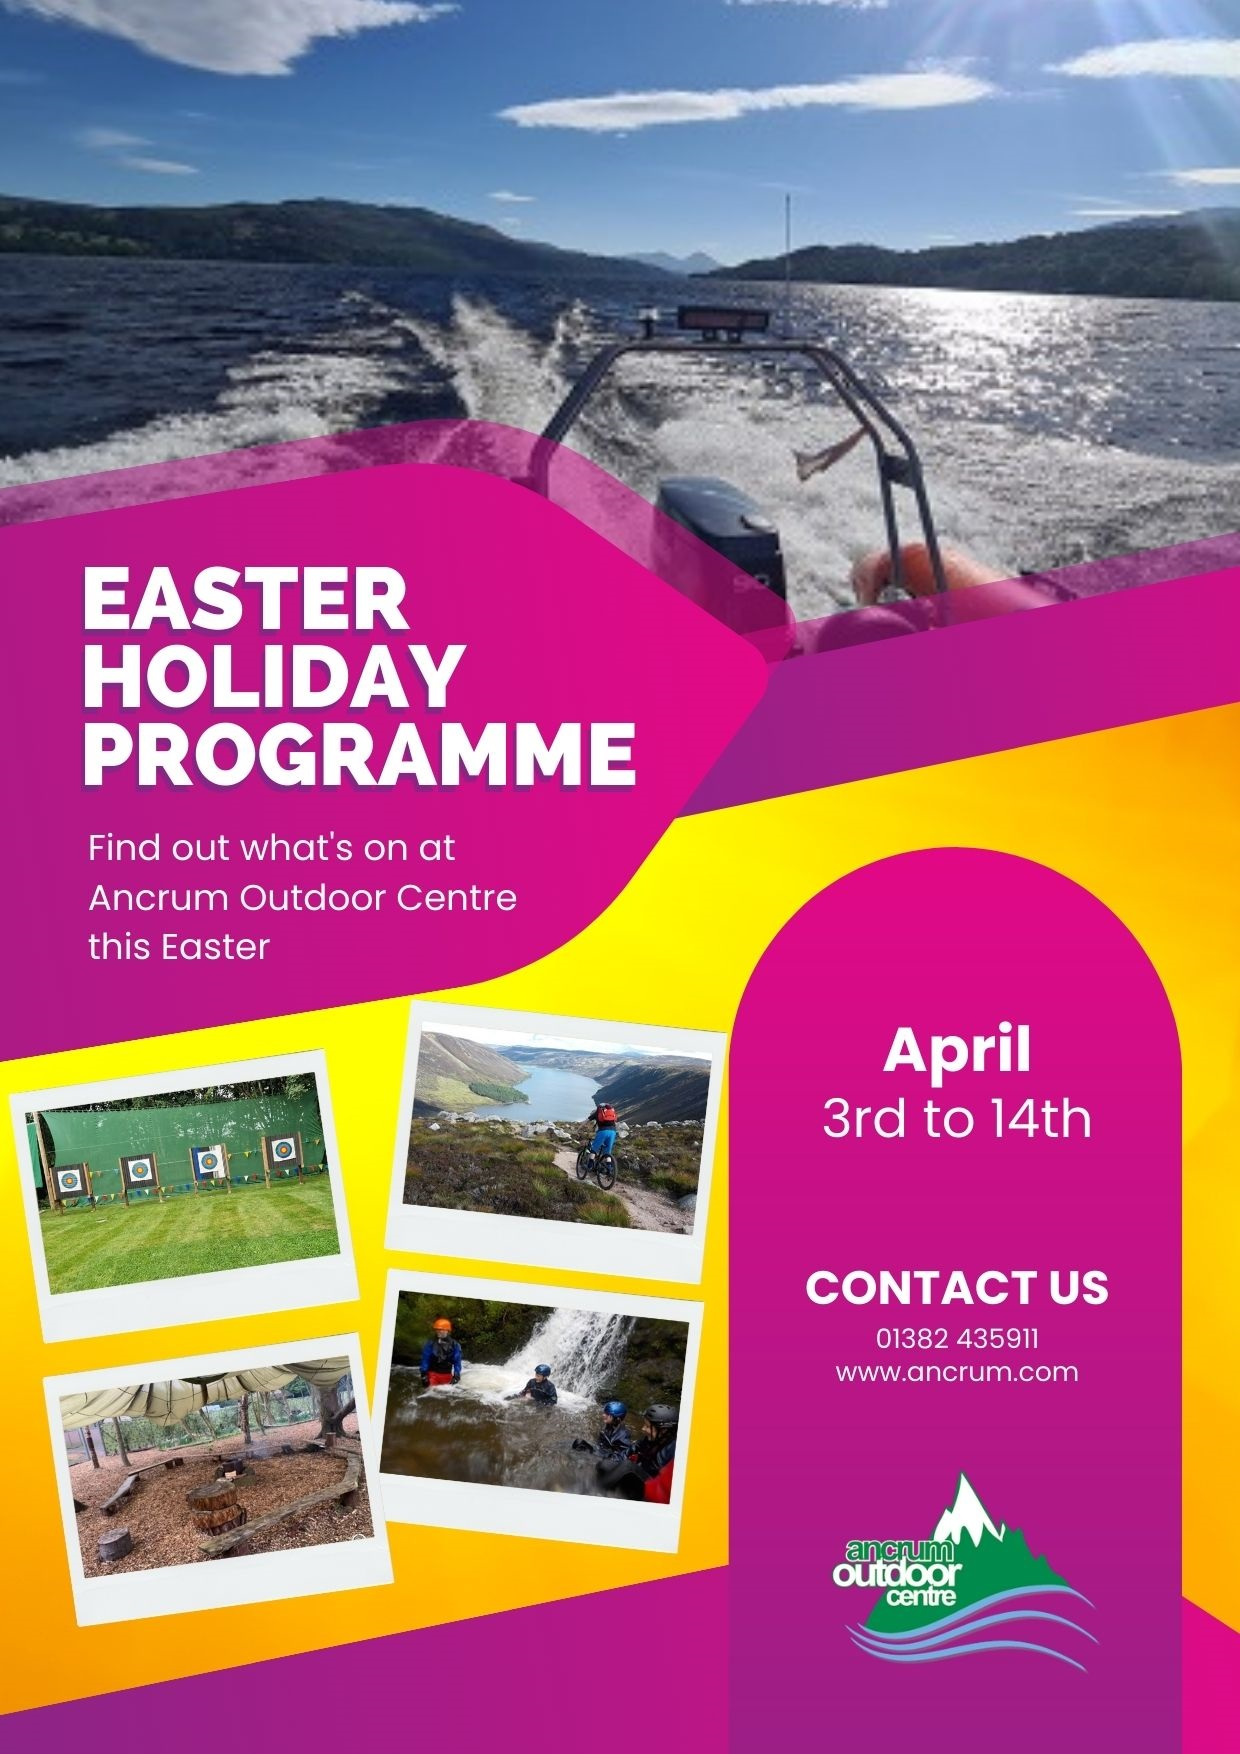 EASTER
HOLIDAY
PROGRAMME
Find out what's on at
Ancrum Outdoor Centre
this Easter
April
3rd to 14th
CONTACT US
01382 435911
www.ancrum.com
ancrum
outdoor
centre